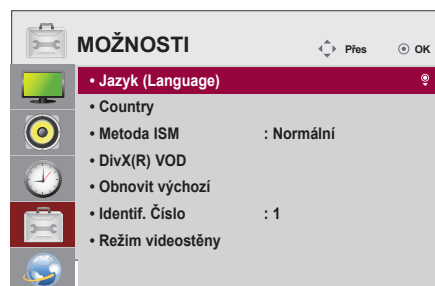 MOŽNOSTI Přes OK
• Jazyk (Language)
• Country
• Metoda ISM : Normální
• DivX(R) VOD
• Obnovit výchozí
• Identif. Číslo : 1
• Režim videostěny